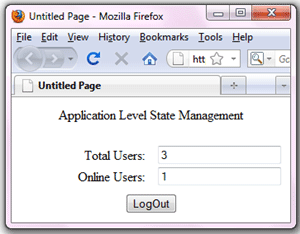 Untitled Page - Mozilla Firefox
File Edit View History Bookmarks Tools Help
htt Go
Untitled Page
Application Level State Management
Total Users: 3
Online Users: 1
LogOut